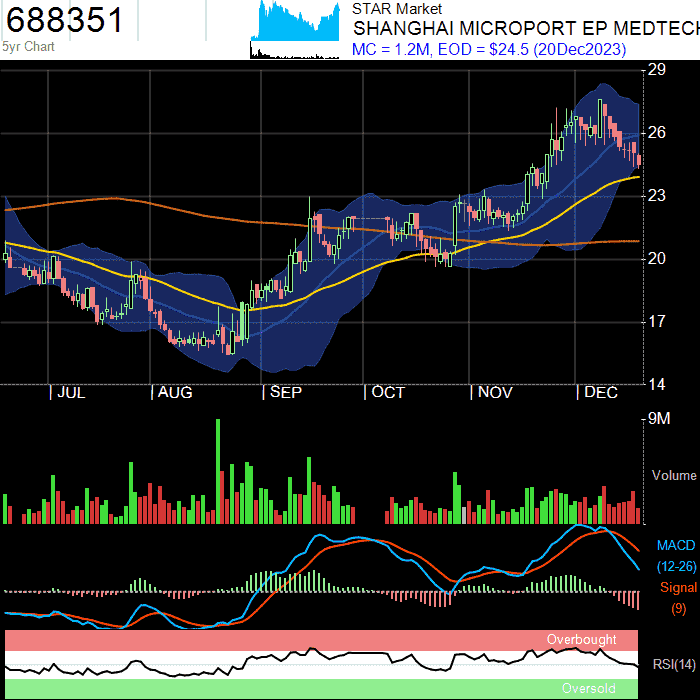 688351
5yr Chart
STAR Market
SHANGHAI MICROPORT EP MEDTECH
MC = 1.2M, EOD = $24.5 (20Dec2023)
29
26
23
20
17
14
JUL
AUG
SEP
OCT
NOV
DEC
9M
Volume
MACD
(12-26)
Signal
(9)
Overbought
RSI(14)
Oversold